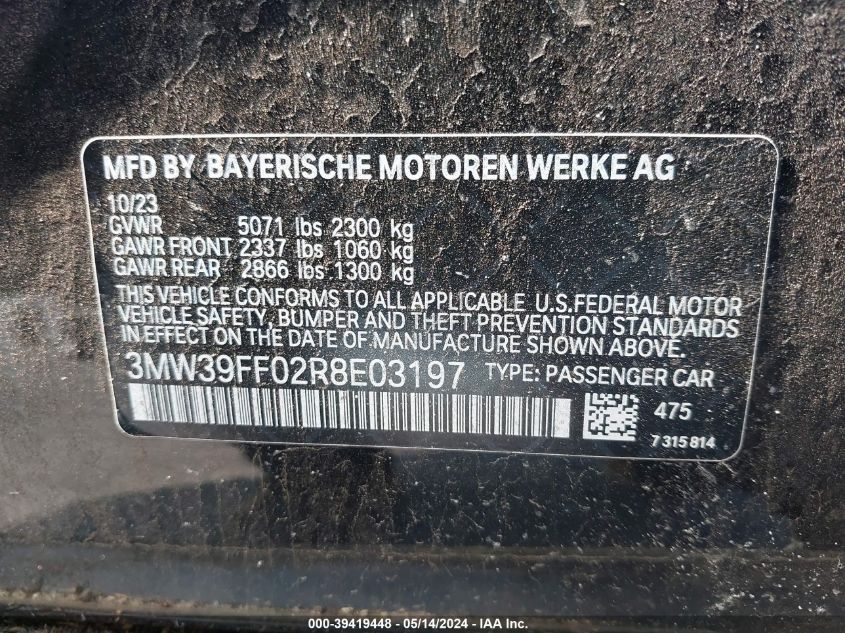 MFD BY BAYERISCHE MOTOREN WERKE AG
10/23
GVWR 5071 lbs 2300 kg
GAWR FRONT 2337 lbs 1060 kg
GAWR REAR 2866 lbs 1300 kg
THIS VEHICLE CONFORMS TO ALL APPLICABLE U.S.FEDERAL MOTOR
VEHICLE SAFETY, BUMPER AND THEFT PREVENTION STANDARDS
IN EFFECT ON THE DATE OF MANUFACTURE SHOWN ABOVE.
3MW39FF02R8E03197 TYPE: PASSENGER CAR
475
7 315 814
000-39419448 - 05/14/2024 - IAA Inc.